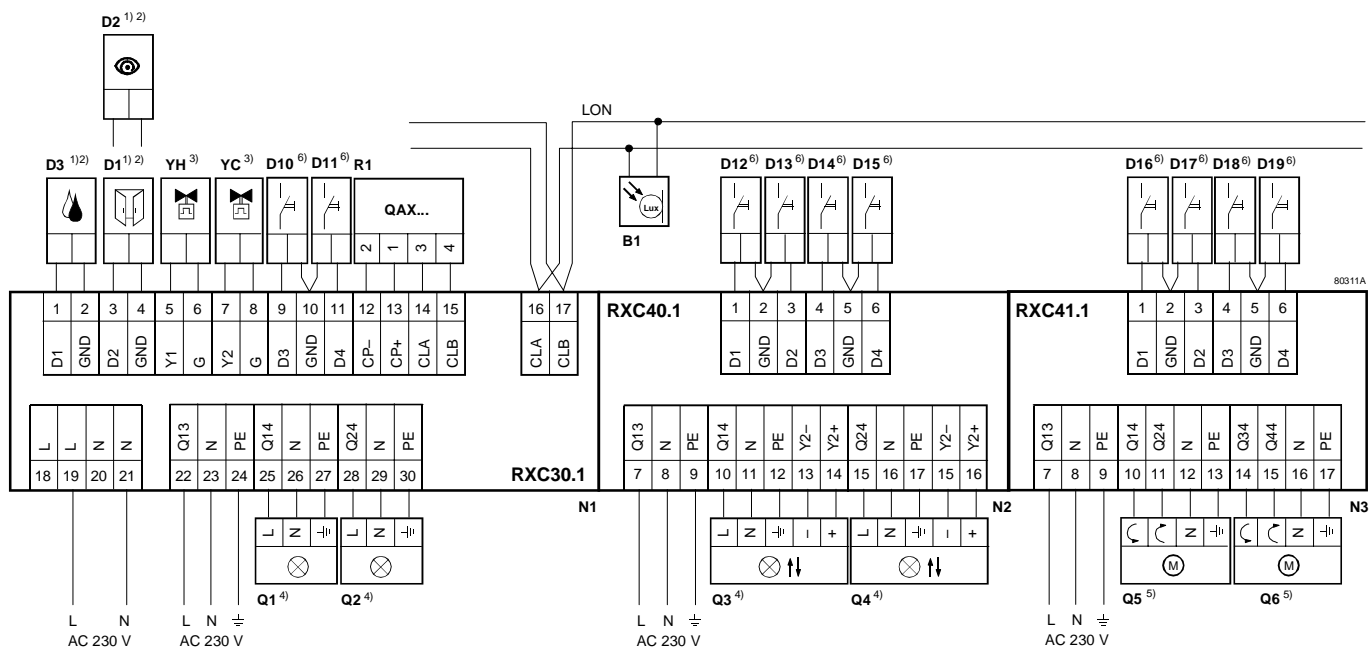 D2 1) 2)
LON
D3 1)2) D1 1) 2) YH 3) YC 3) D10 6) D11 6) R1
D12 6) D13 6) D14 6) D15 6)
D16 6) D17 6) D18 6) D19 6)
QAX...
2 1 3 4
Lux
B1
80311A
1 2 3 4 5 6 7 8 9 10 11 12 13 14 15
D1 GND D2 GND Y1 G Y2 G D3 GND D4 CP– CP+ CLA CLB
16 17
CLA CLB
RXC40.1
1 2 3 4 5 6
D1 GND D2 D3 GND D4
RXC41.1
1 2 3 4 5 6
D1 GND D2 D3 GND D4
L L N N
18 19 20 21
Q13 N PE Q14 N PE Q24 N PE
22 23 24 25 26 27 28 29 30
RXC30.1
N1
Q13 N PE Q14 N PE Y2– Y2+ Q24 N PE Y2– Y2+
7 8 9 10 11 12 13 14 15 16 17 15 16
N2
Q13 N PE Q14 Q24 N PE Q34 Q44 N PE
7 8 9 10 11 12 13 14 15 16 17
N3
L N
L N
L N – +
L N – +
N
N
M
M
Q1 4) Q2 4)
Q3 4) Q4 4)
Q5 5) Q6 5)
L N
AC 230 V
L N
AC 230 V
L N
AC 230 V
L N
AC 230 V